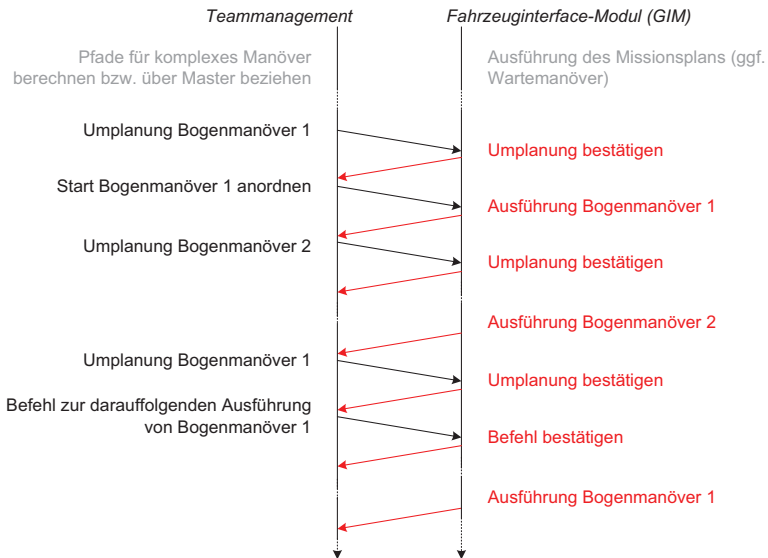 Teammanagement
Fahrzeuginterface-Modul (GIM)
Pfade für komplexes Manöver
berechnen bzw. über Master beziehen
Ausführung des Missionsplans (ggf.
Wartemanöver)
Umplanung Bogenmanöver 1
Umplanung bestätigen
Start Bogenmanöver 1 anordnen
Ausführung Bogenmanöver 1
Umplanung Bogenmanöver 2
Umplanung bestätigen
Ausführung Bogenmanöver 2
Umplanung Bogenmanöver 1
Umplanung bestätigen
Befehl zur darauffolgenden Ausführung
von Bogenmanöver 1
Befehl bestätigen
Ausführung Bogenmanöver 1